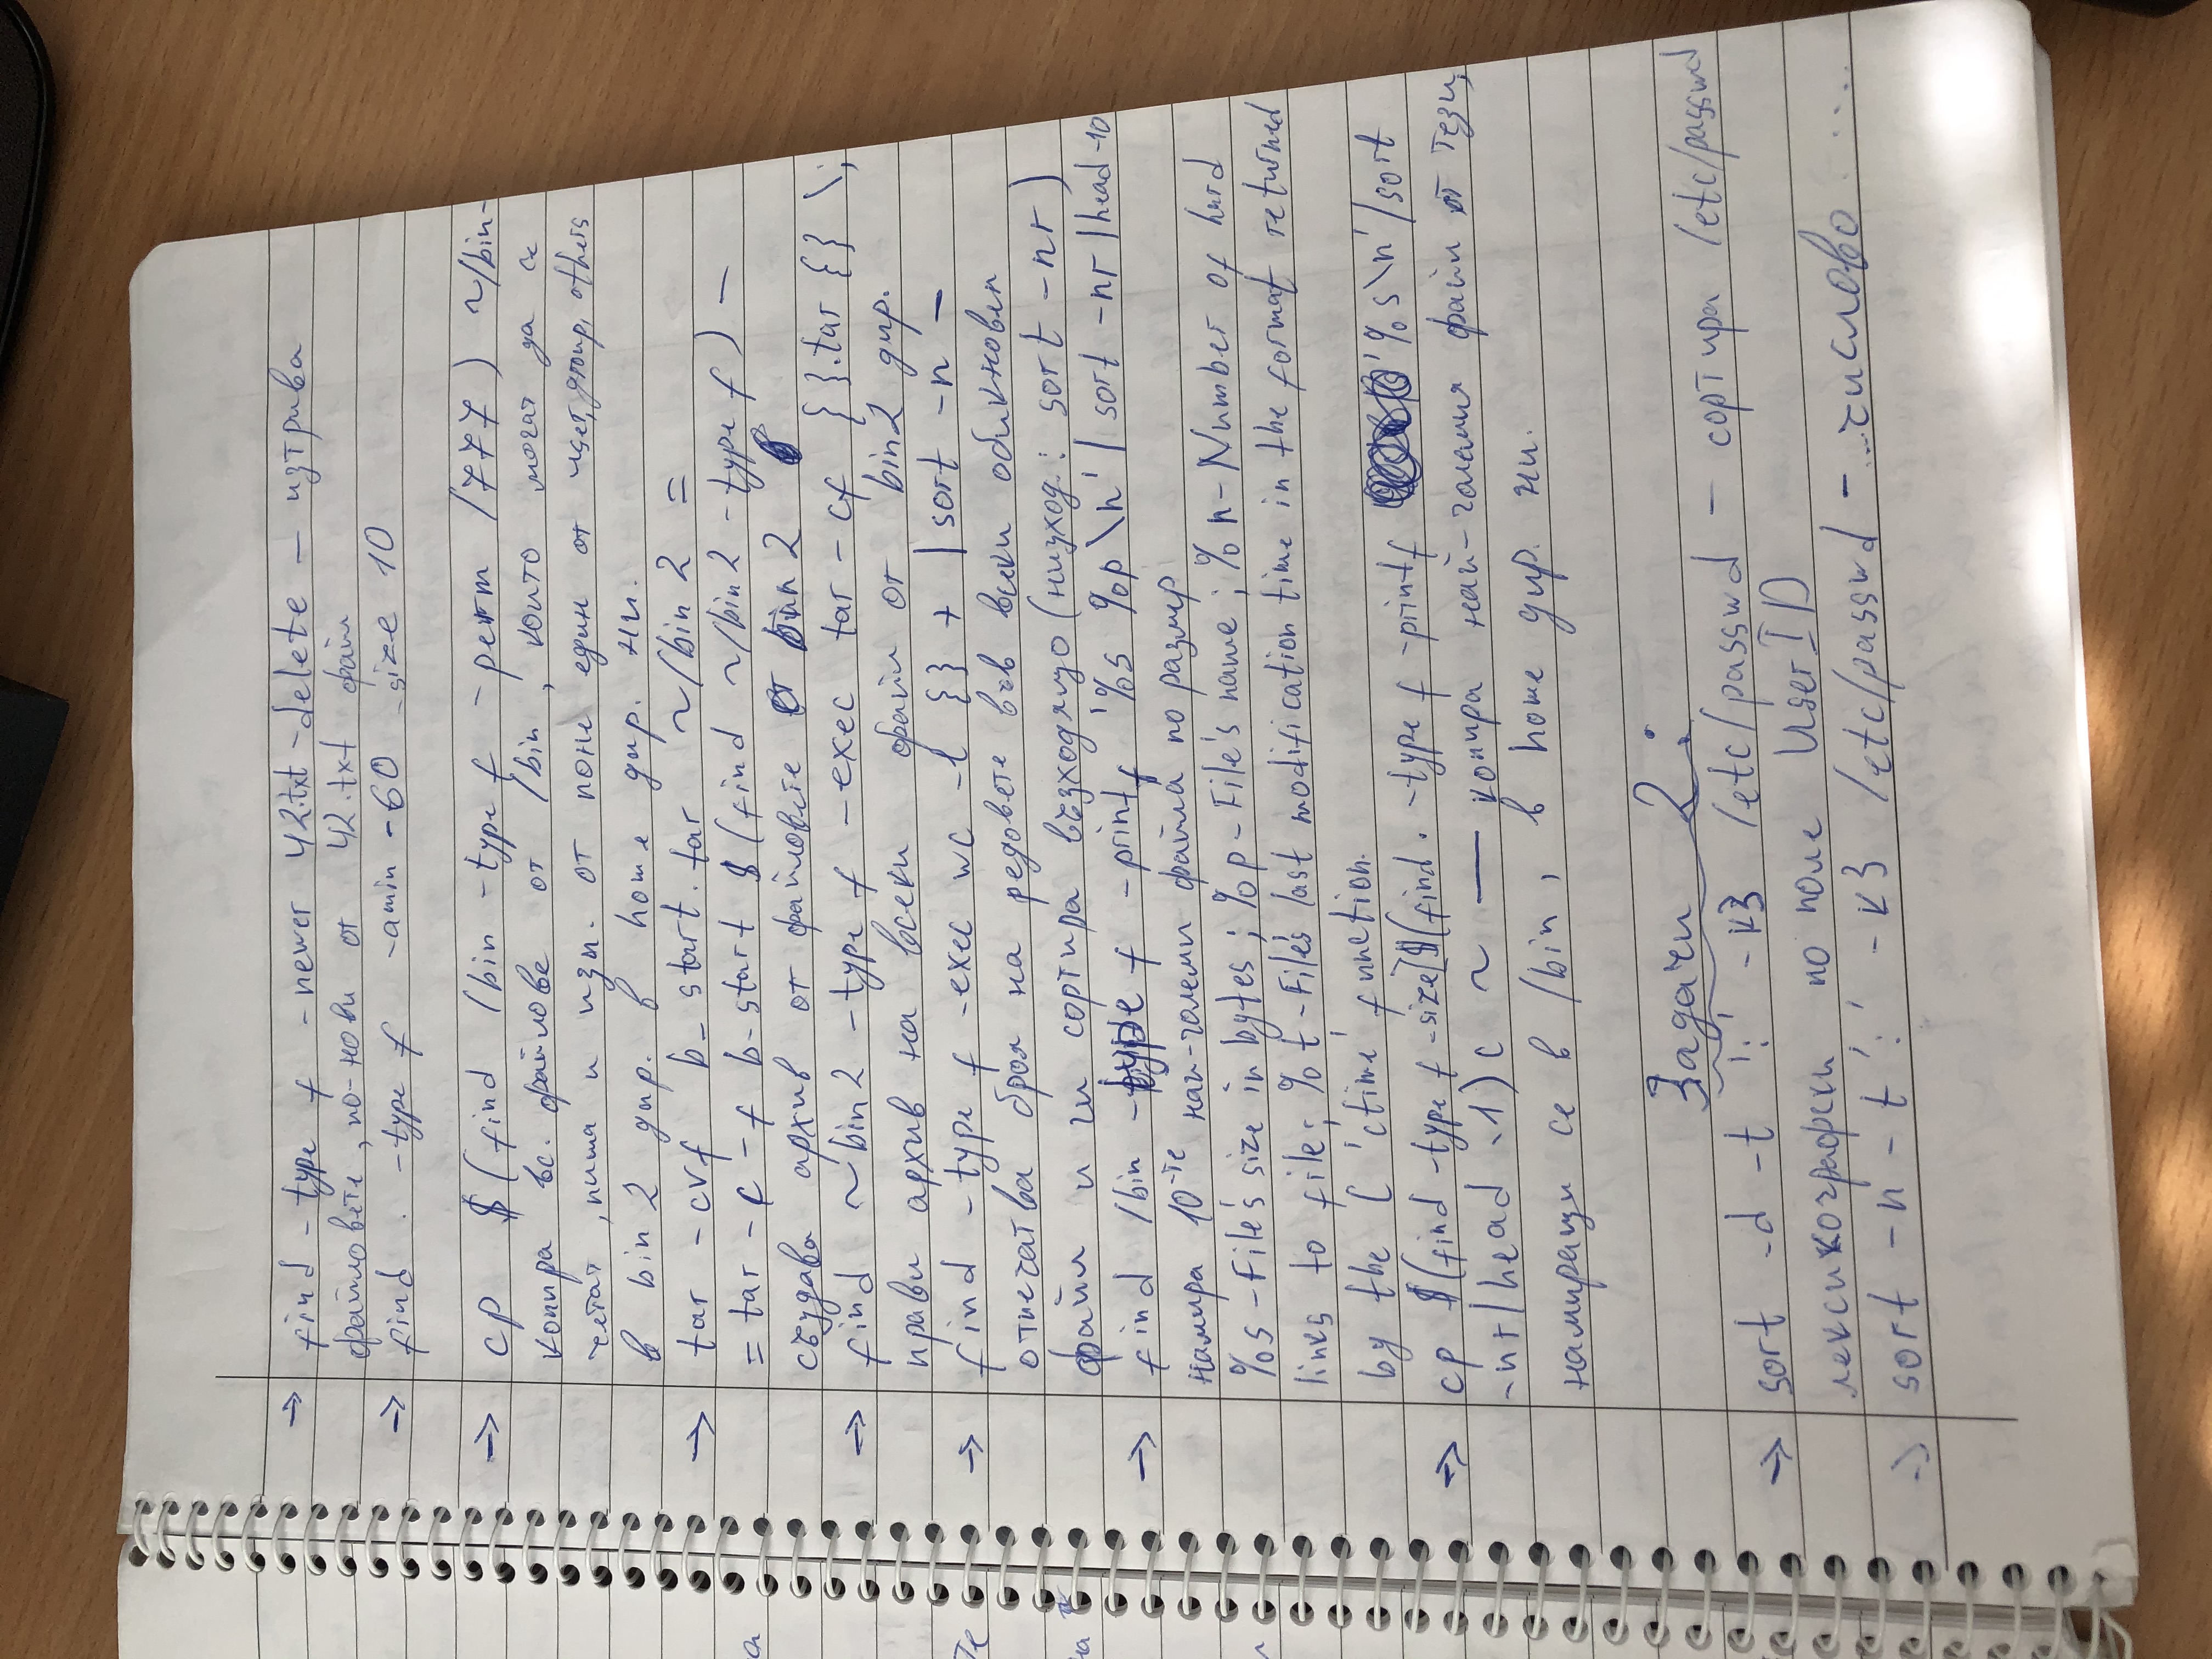 → find -type f -newer 42.txt -delete — изтрива
файловете, по-нови от 42.txt файл
→ find . -type f -amin -60 -size 10
→ cp $(find /bin -type f -perm /777) ~/bin-
копира вс. файлове от /bin, които могат да се
четат, пиша и изп. от поне един от user, group, others
в bin2 дир. в home дир. ни.
→ tar -cvf b_start.tar ~/bin2 =
= tar -c -f b-start $(find ~/bin2 -type f) —
създава архив от файловете от bin2
→ find ~bin2 -type f -exec tar -cf {}.tar {} \;
прави архив на всеки файл от bin2 дир.
→ find -type f -exec wc -l {} + | sort -n —
отпечатва броя на редовете във всеки обикновен
файл и ги сортира възходящо (низход.: sort -nr)
→ find /bin -type f -printf '%s %p\n' | sort -nr | head -10
намира 10-те най-големи файла по размер
%s - File's size in bytes; %p - File's name; %n - Number of hard
links to file; %t - File's last modification time in the format returned
by the C 'ctime' function.
→ cp $(find -type f -size $(find . -type f -printf '%s\n' | sort
-nr | head -1)c ~ — копира най-големия файл от тези,
намиращи се в /bin, в home дир. ни.
Задачи 2:
→ sort -d -t ':' -k3 /etc/passwd — сортира /etc/passwd
лексикографски по поле UserID
→ sort -n -t ':' -k3 /etc/passwd - ...числово .....